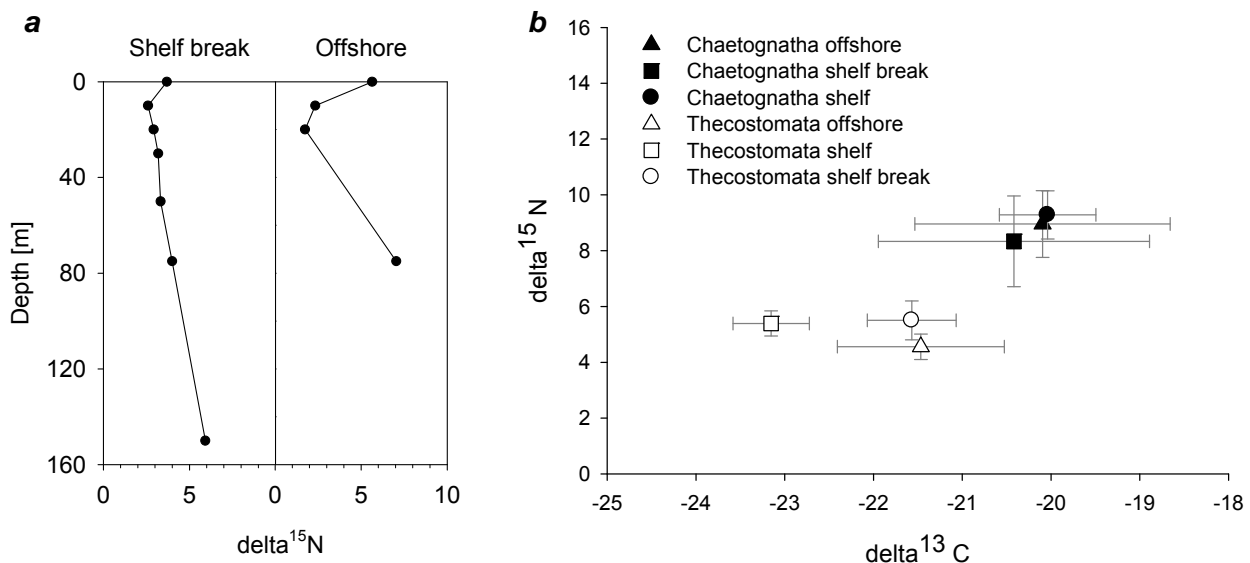 a
Shelf break
Offshore
0
40
80
120
160
Depth [m]
0
5
0
5
10
delta15N
b
16
14
12
10
8
6
4
2
0
delta15 N
Chaetognatha offshore
Chaetognatha shelf break
Chaetognatha shelf
Thecostomata offshore
Thecostomata shelf
Thecostomata shelf break
-25
-24
-23
-22
-21
-20
-19
-18
delta13 C